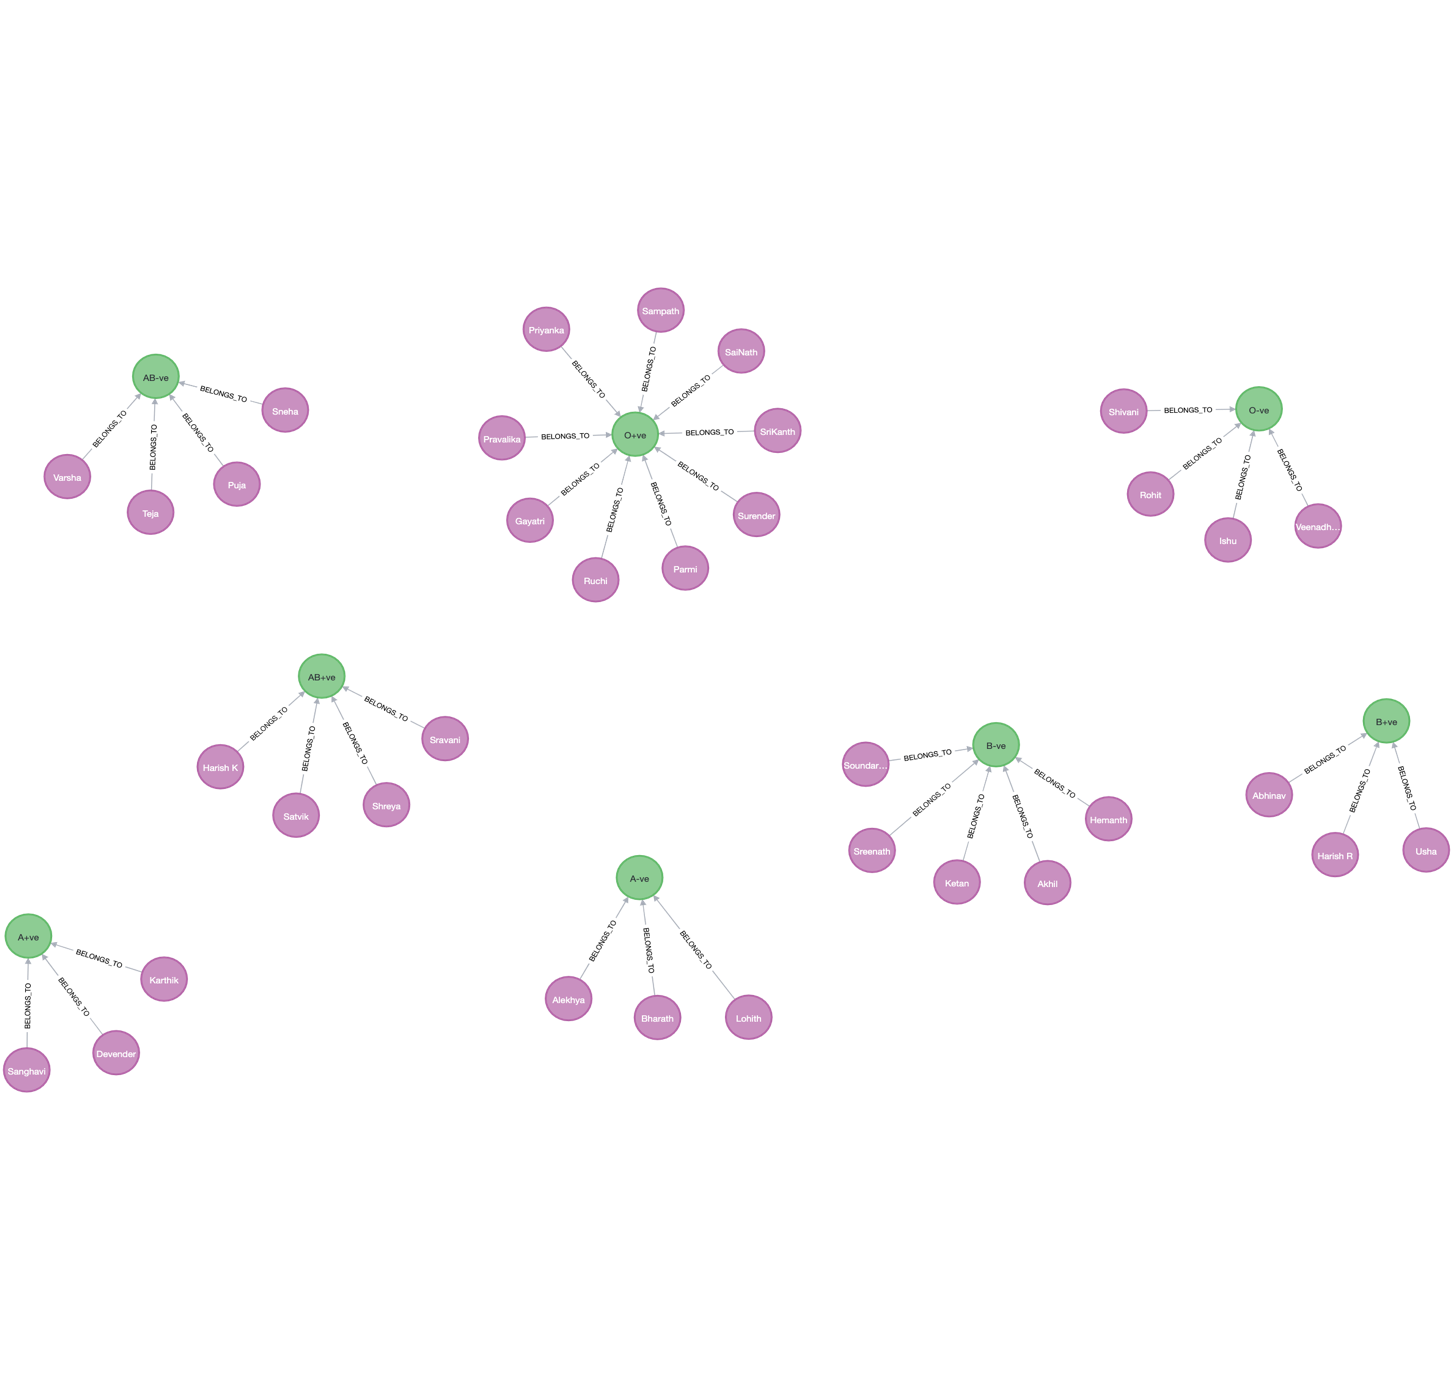 AB-ve
BELONGS_TO
Sneha
BELONGS_TO
Varsha
BELONGS_TO
Teja
BELONGS_TO
Puja
O+ve
BELONGS_TO
Priyanka
BELONGS_TO
Sampath
BELONGS_TO
SaiNath
BELONGS_TO
SriKanth
BELONGS_TO
Surender
BELONGS_TO
Parmi
BELONGS_TO
Ruchi
BELONGS_TO
Gayatri
BELONGS_TO
Pravalika
O-ve
BELONGS_TO
Shivani
BELONGS_TO
Rohit
BELONGS_TO
Ishu
BELONGS_TO
Veenadh...
AB+ve
BELONGS_TO
Harish K
BELONGS_TO
Satvik
BELONGS_TO
Shreya
BELONGS_TO
Sravani
B-ve
BELONGS_TO
Soundar...
BELONGS_TO
Sreenath
BELONGS_TO
Ketan
BELONGS_TO
Akhil
BELONGS_TO
Hemanth
B+ve
BELONGS_TO
Abhinav
BELONGS_TO
Harish R
BELONGS_TO
Usha
A+ve
BELONGS_TO
Karthik
BELONGS_TO
Devender
BELONGS_TO
Sanghavi
A-ve
BELONGS_TO
Alekhya
BELONGS_TO
Bharath
BELONGS_TO
Lohith